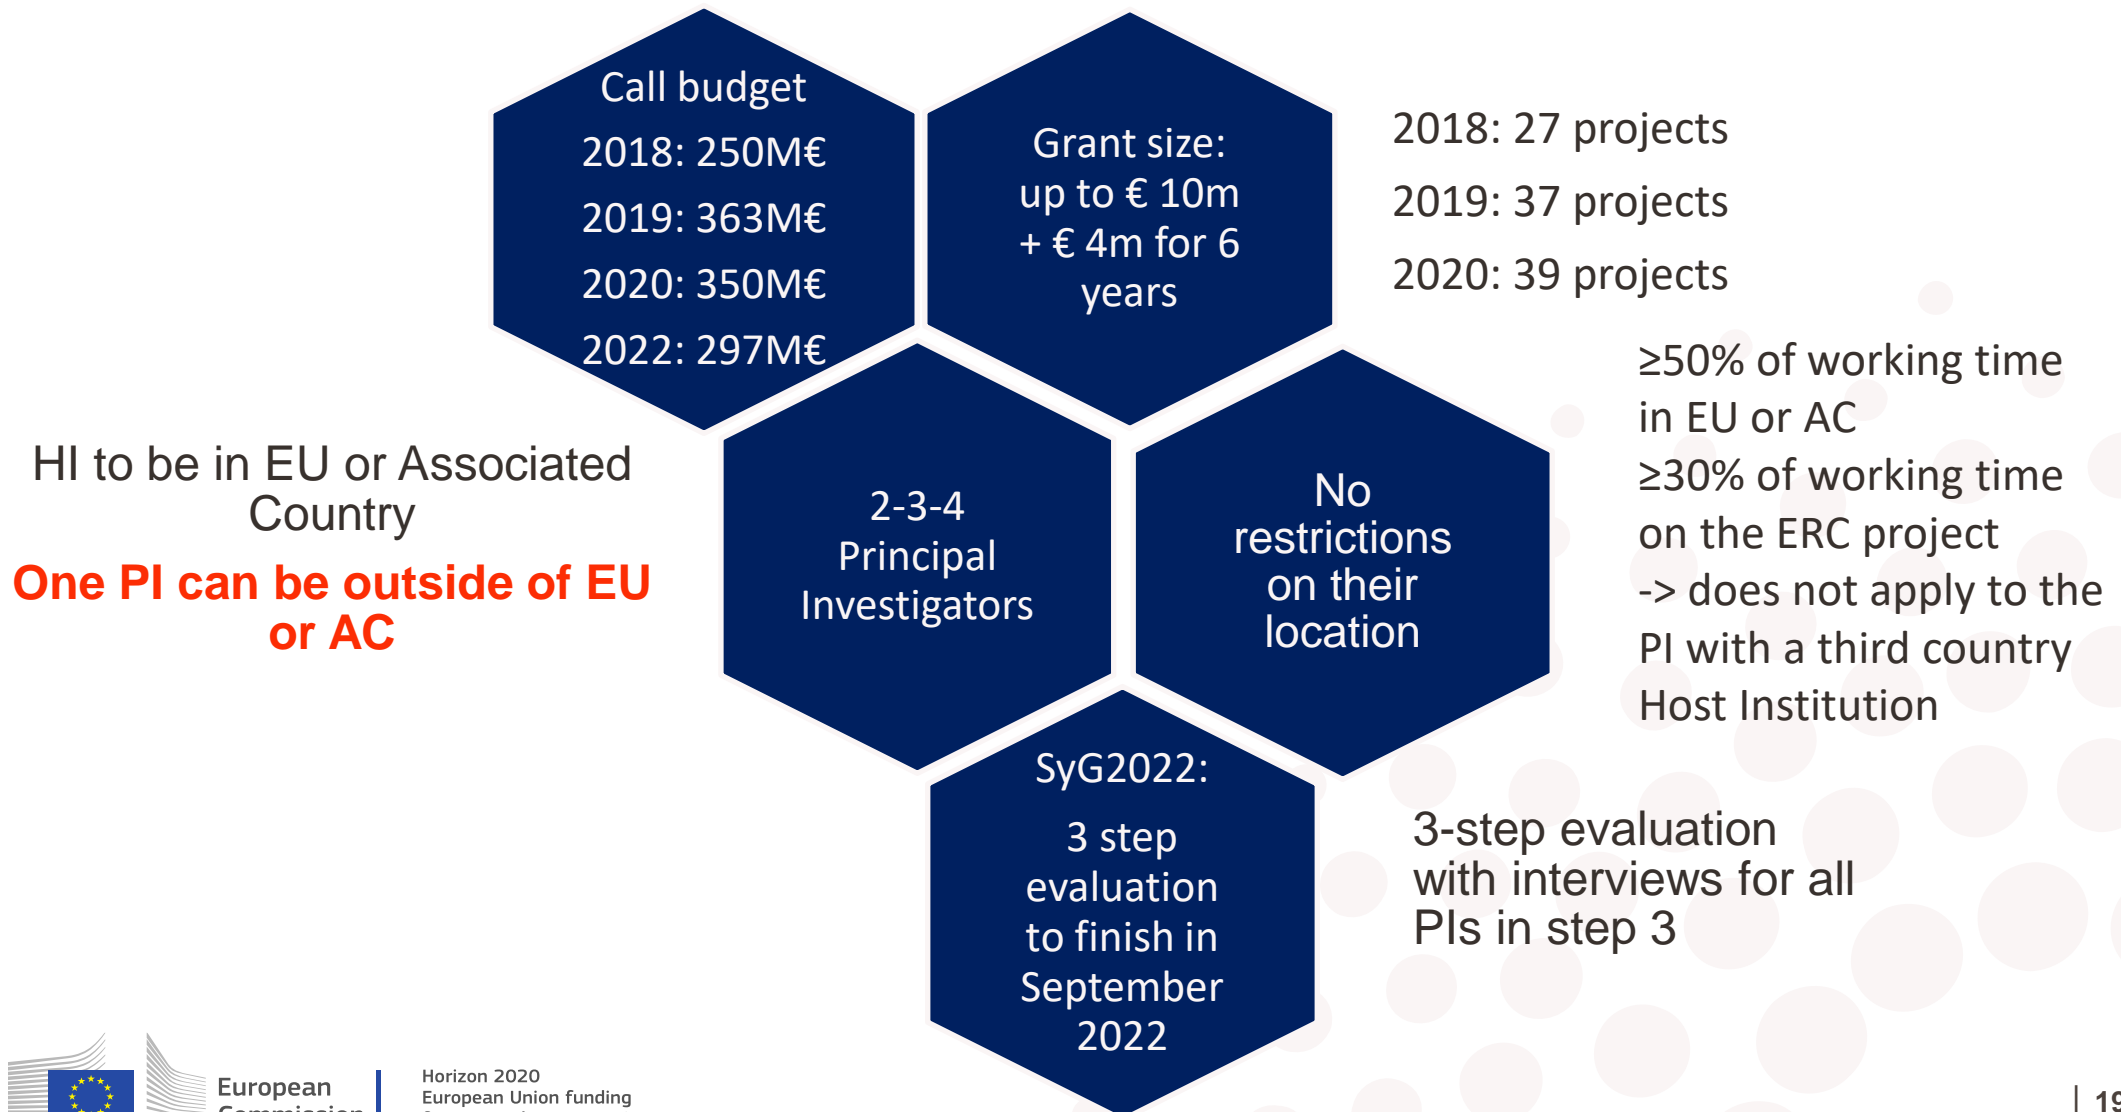 Call budget
2018: 250M€
2019: 363M€
2020: 350M€
2022: 297M€
Grant size:
up to € 10m
+ € 4m for 6
years
2018: 27 projects
2019: 37 projects
2020: 39 projects
HI to be in EU or Associated
Country
One PI can be outside of EU
or AC
2-3-4
Principal
Investigators
No
restrictions
on their
location
≥50% of working time
in EU or AC
≥30% of working time
on the ERC project
-> does not apply to the
PI with a third country
Host Institution
SyG2022:
3 step
evaluation
to finish in
September
2022
3-step evaluation
with interviews for all
PIs in step 3
European
Commission
Horizon 2020
European Union funding
| 19